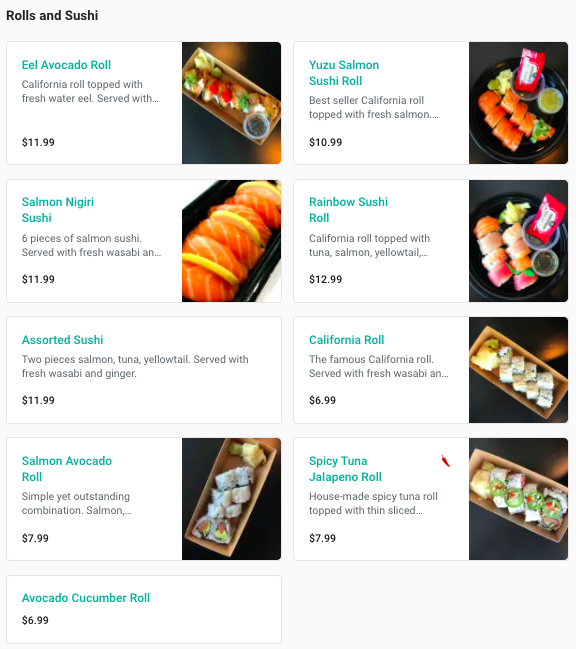 Rolls and Sushi
Eel Avocado Roll
California roll topped with
fresh water eel. Served with...
$11.99
Yuzu Salmon
Sushi Roll
Best seller California roll
topped with fresh salmon....
$10.99
Salmon Nigiri
Sushi
6 pieces of salmon sushi.
Served with fresh wasabi an...
$11.99
Rainbow Sushi
Roll
California roll topped with
tuna, salmon, yellowtail,...
$12.99
Assorted Sushi
Two pieces salmon, tuna, yellowtail. Served with
fresh wasabi and ginger.
$11.99
California Roll
The famous California roll.
Served with fresh wasabi an...
$6.99
Salmon Avocado
Roll
Simple yet outstanding
combination. Salmon,...
$7.99
Spicy Tuna
Jalapeno Roll
House-made spicy tuna roll
topped with thin sliced...
$7.99
Avocado Cucumber Roll
$6.99